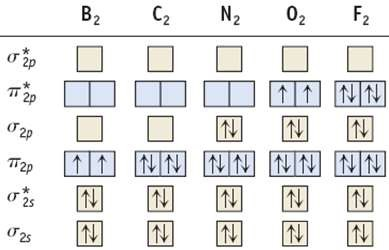 B₂ C₂ N₂ O₂ F₂
σ*₂ₚ
π*₂ₚ
σ₂ₚ
π₂ₚ ↑ ↑ ↑↓ ↑↓ ↑↓ ↑↓ ↑↓ ↑↓ ↑↓ ↑↓
σ*₂ₛ
σ₂ₛ